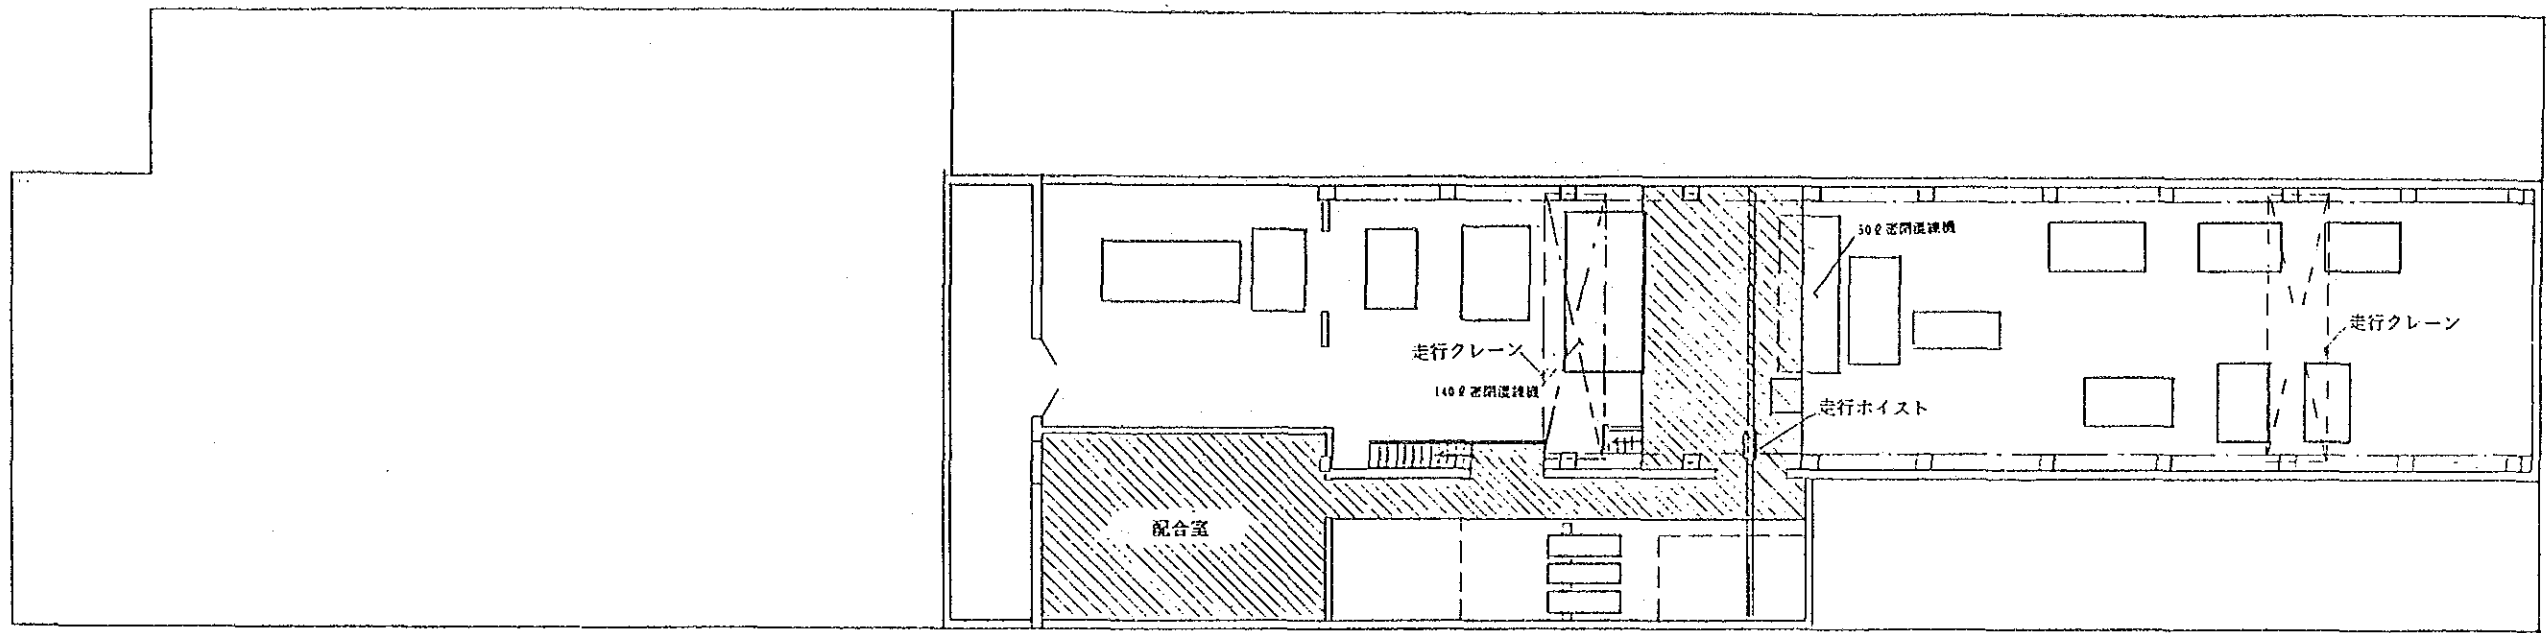 50ℓ密閉混練機
走行クレーン
走行クレーン
140ℓ密閉混練機
走行ホイスト
配合室